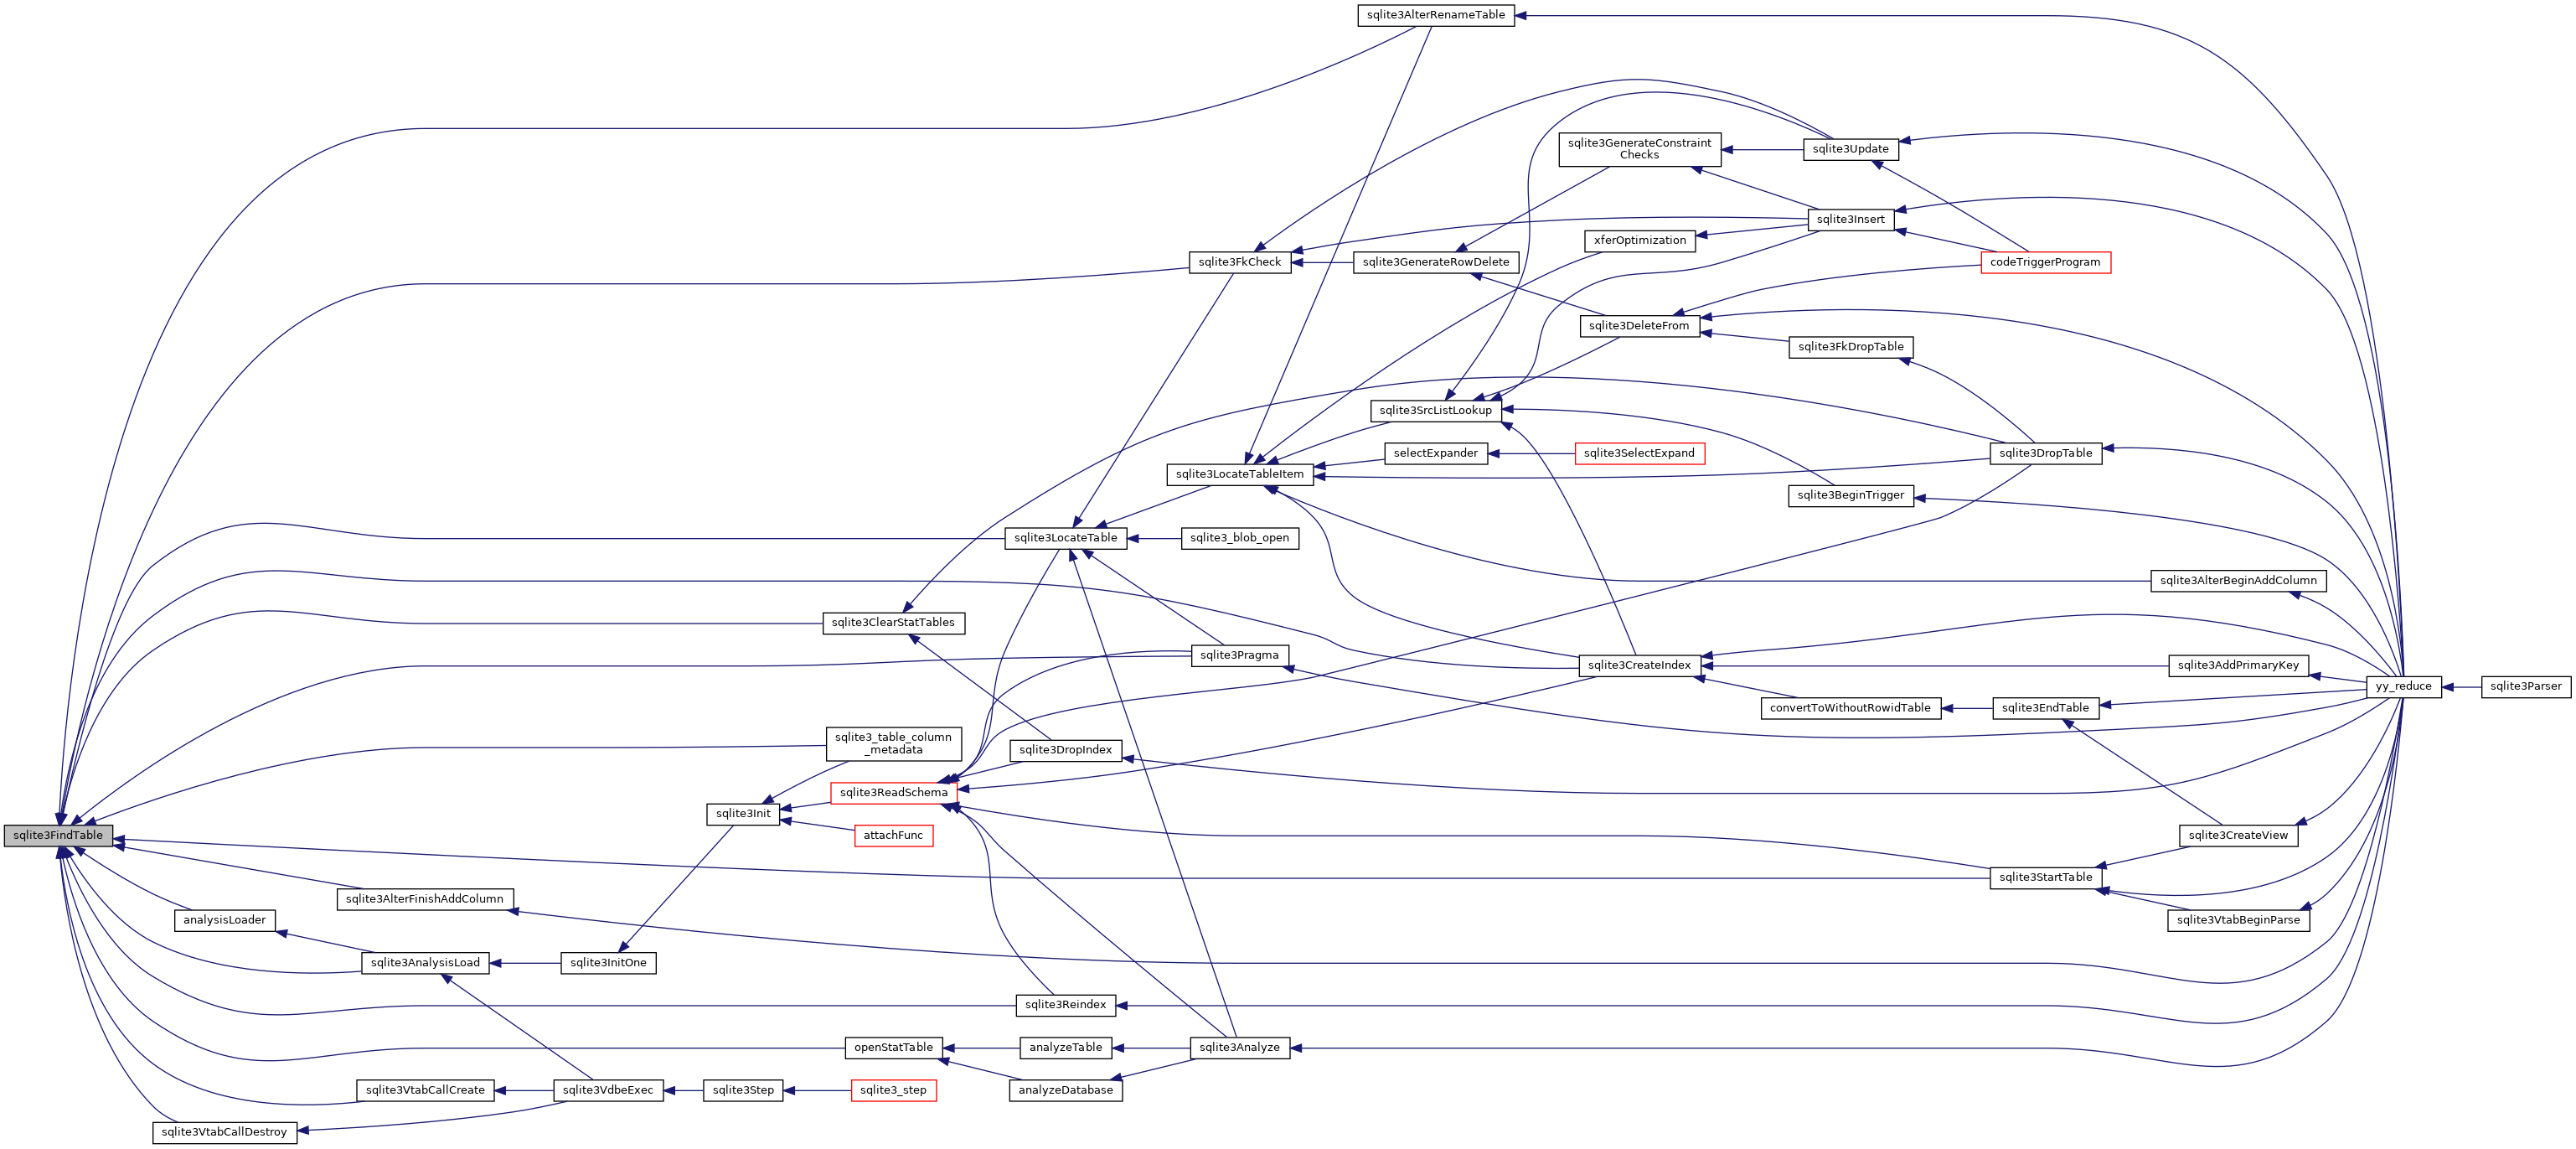 sqlite3AlterRenameTable
sqlite3GenerateConstraint
Checks
sqlite3Update
sqlite3Insert
xferOptimization
sqlite3FkCheck
sqlite3GenerateRowDelete
codeTriggerProgram
sqlite3DeleteFrom
sqlite3FkDropTable
sqlite3SrcListLookup
selectExpander
sqlite3SelectExpand
sqlite3DropTable
sqlite3LocateTableItem
sqlite3BeginTrigger
sqlite3LocateTable
sqlite3_blob_open
sqlite3AlterBeginAddColumn
sqlite3ClearStatTables
sqlite3Pragma
sqlite3CreateIndex
sqlite3AddPrimaryKey
yy_reduce
sqlite3Parser
convertToWithoutRowidTable
sqlite3EndTable
sqlite3_table_column
_metadata
sqlite3DropIndex
sqlite3ReadSchema
sqlite3Init
attachFunc
sqlite3FindTable
sqlite3CreateView
sqlite3StartTable
sqlite3AlterFinishAddColumn
analysisLoader
sqlite3VtabBeginParse
sqlite3AnalysisLoad
sqlite3InitOne
sqlite3Reindex
openStatTable
analyzeTable
sqlite3Analyze
sqlite3VtabCallCreate
sqlite3VdbeExec
sqlite3Step
sqlite3_step
analyzeDatabase
sqlite3VtabCallDestroy